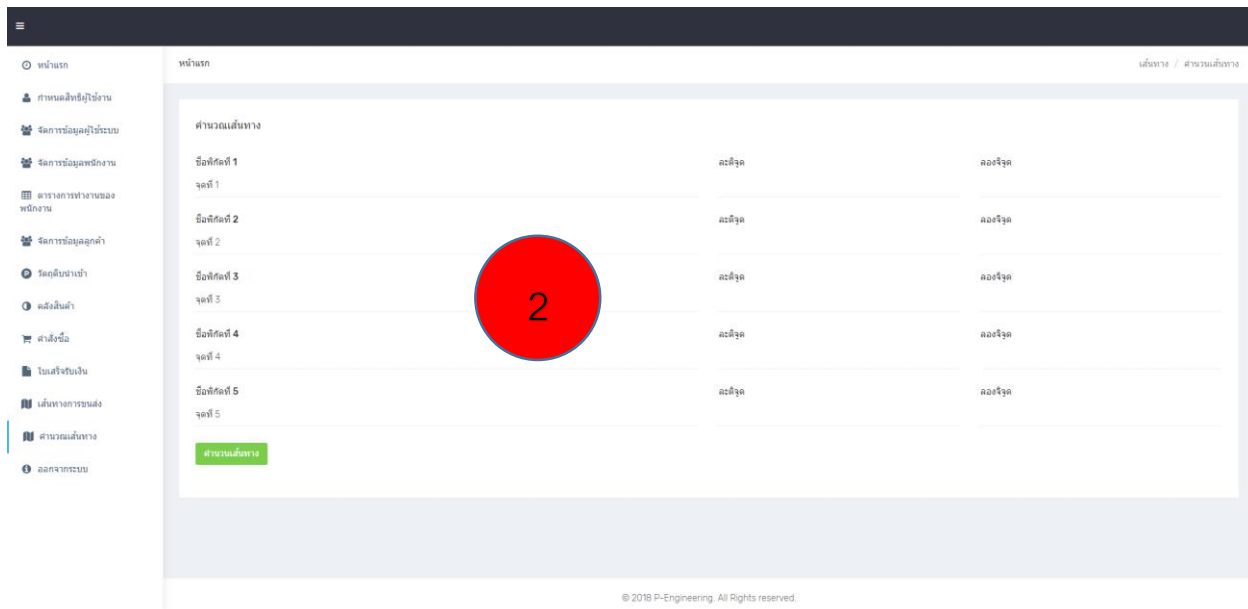 หน้าแรก
กำหนดสิทธิผู้ใช้งาน
จัดการข้อมูลผู้ใช้ระบบ
จัดการข้อมูลพนักงาน
ตารางการทำงานของ
พนักงาน
จัดการข้อมูลลูกค้า
วัตถุดิบนำเข้า
คลังสินค้า
คำสั่งซื้อ
ใบเสร็จรับเงิน
เส้นทางการขนส่ง
คำนวณเส้นทาง
ออกจากระบบ
หน้าแรก
เส้นทาง / คำนวนเส้นทาง
คำนวณเส้นทาง
ชื่อพิกัดที่ 1 ละติจูด ลองจิจูด
จุดที่ 1
ชื่อพิกัดที่ 2 ละติจูด ลองจิจูด
จุดที่ 2
ชื่อพิกัดที่ 3 ละติจูด ลองจิจูด
จุดที่ 3
ชื่อพิกัดที่ 4 ละติจูด ลองจิจูด
จุดที่ 4
ชื่อพิกัดที่ 5 ละติจูด ลองจิจูด
จุดที่ 5
2
คำนวนเส้นทาง
© 2018 P-Engineering. All Rights reserved.